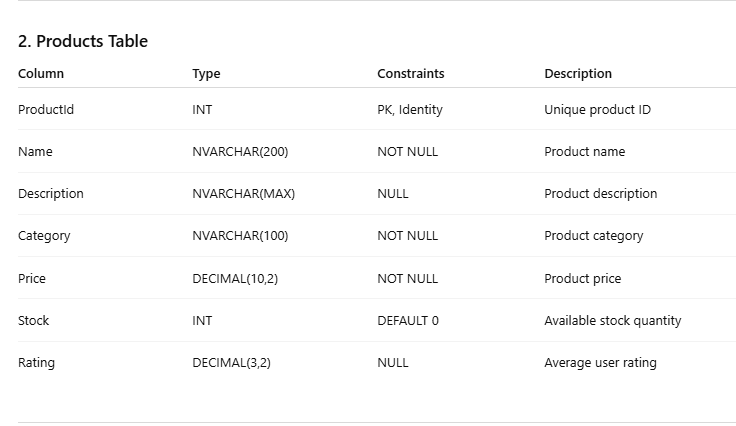 2. Products Table
Column Type Constraints Description
ProductId INT PK, Identity Unique product ID
Name NVARCHAR(200) NOT NULL Product name
Description NVARCHAR(MAX) NULL Product description
Category NVARCHAR(100) NOT NULL Product category
Price DECIMAL(10,2) NOT NULL Product price
Stock INT DEFAULT 0 Available stock quantity
Rating DECIMAL(3,2) NULL Average user rating